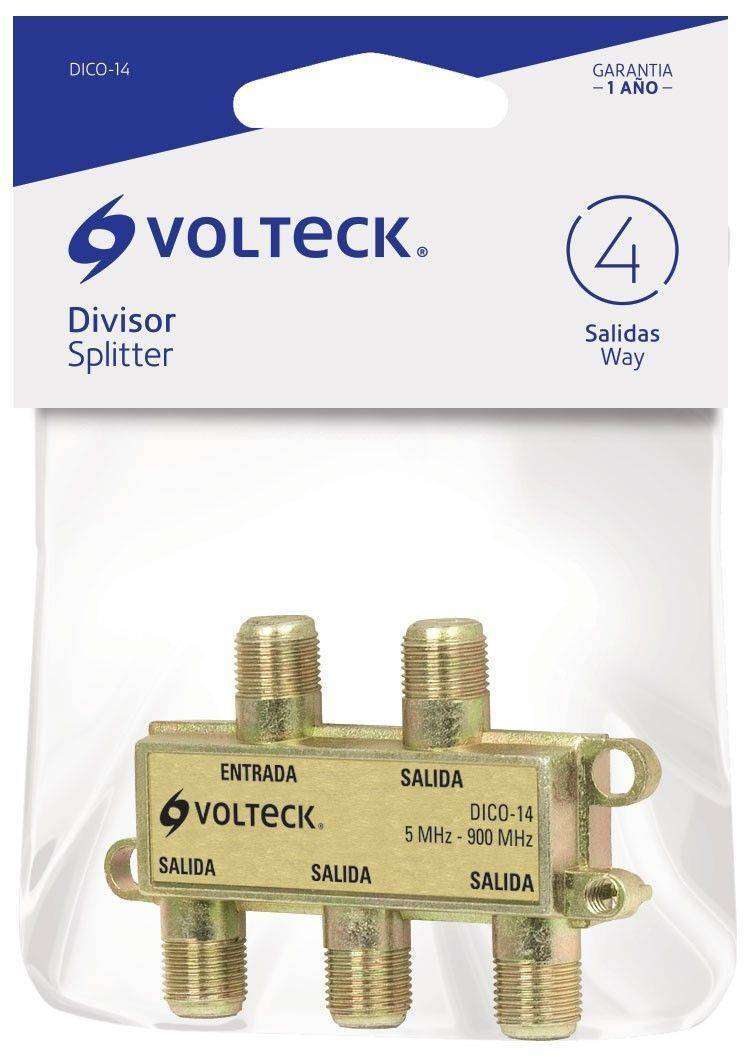 DICO-14
GARANTIA
– 1 AÑO –
VOLTECK®
4
Divisor
Splitter
Salidas
Way
ENTRADA
SALIDA
VOLTECK®
DICO-14
5 MHz - 900 MHz
SALIDA
SALIDA
SALIDA